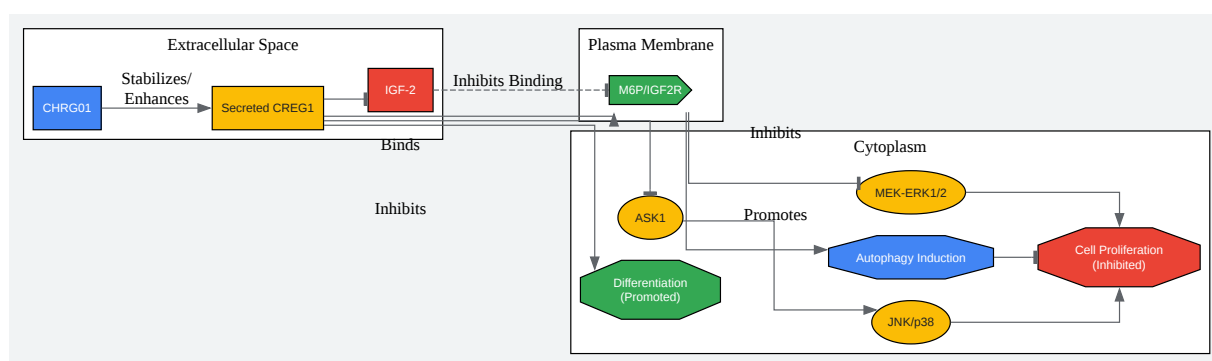 Extracellular Space
Plasma Membrane
Stabilizes/
Enhances
CHRG01
Secreted CREG1
IGF-2
Inhibits Binding
M6P/IGF2R
Binds
Inhibits
Inhibits
Cytoplasm
MEK-ERK1/2
ASK1
Promotes
Autophagy Induction
Cell Proliferation
(Inhibited)
Differentiation
(Promoted)
JNK/p38